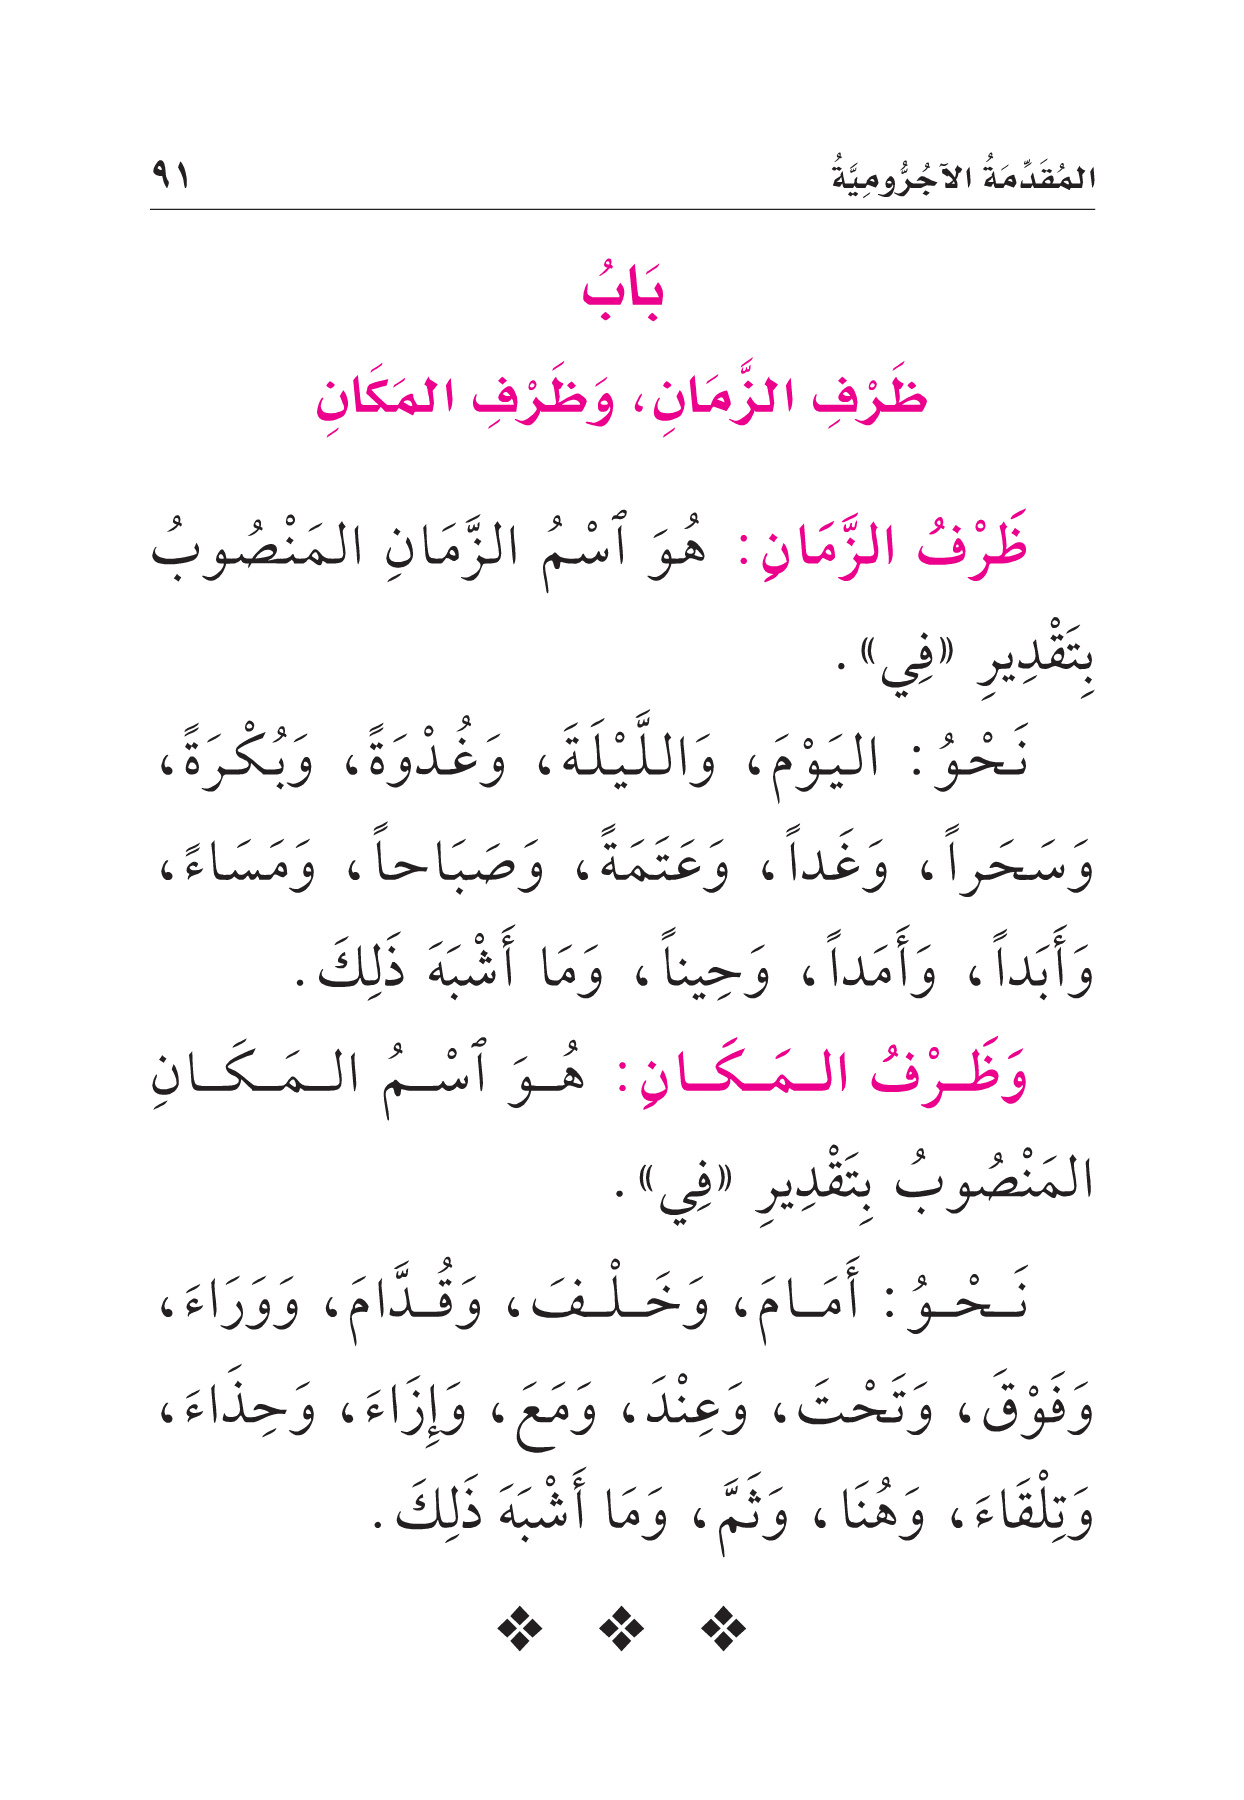 المُقَدِّمَةُ الآجُرُّومِيَّةُ ٩١
بَابُ
ظَرْفِ الزَّمَانِ، وَظَرْفِ المَكَانِ
ظَرْفُ الزَّمَانِ: هُوَ ٱسْمُ الزَّمَانِ المَنْصُوبُ
بِتَقْدِيرِ «فِي».
نَحْوُ: اليَوْمَ، وَاللَّيْلَةَ، وَغُدْوَةً، وَبُكْرَةً،
وَسَحَراً، وَغَداً، وَعَتَمَةً، وَصَبَاحاً، وَمَسَاءً،
وَأَبَداً، وَأَمَداً، وَحِيناً، وَمَا أَشْبَهَ ذَلِكَ.
وَظَرْفُ المَكَانِ: هُوَ ٱسْمُ المَكَانِ
المَنْصُوبُ بِتَقْدِيرِ «فِي».
نَحْوُ: أَمَامَ، وَخَلْفَ، وَقُدَّامَ، وَوَرَاءَ،
وَفَوْقَ، وَتَحْتَ، وَعِنْدَ، وَمَعَ، وَإِزَاءَ، وَحِذَاءَ،
وَتِلْقَاءَ، وَهُنَا، وَثَمَّ، وَمَا أَشْبَهَ ذَلِكَ.